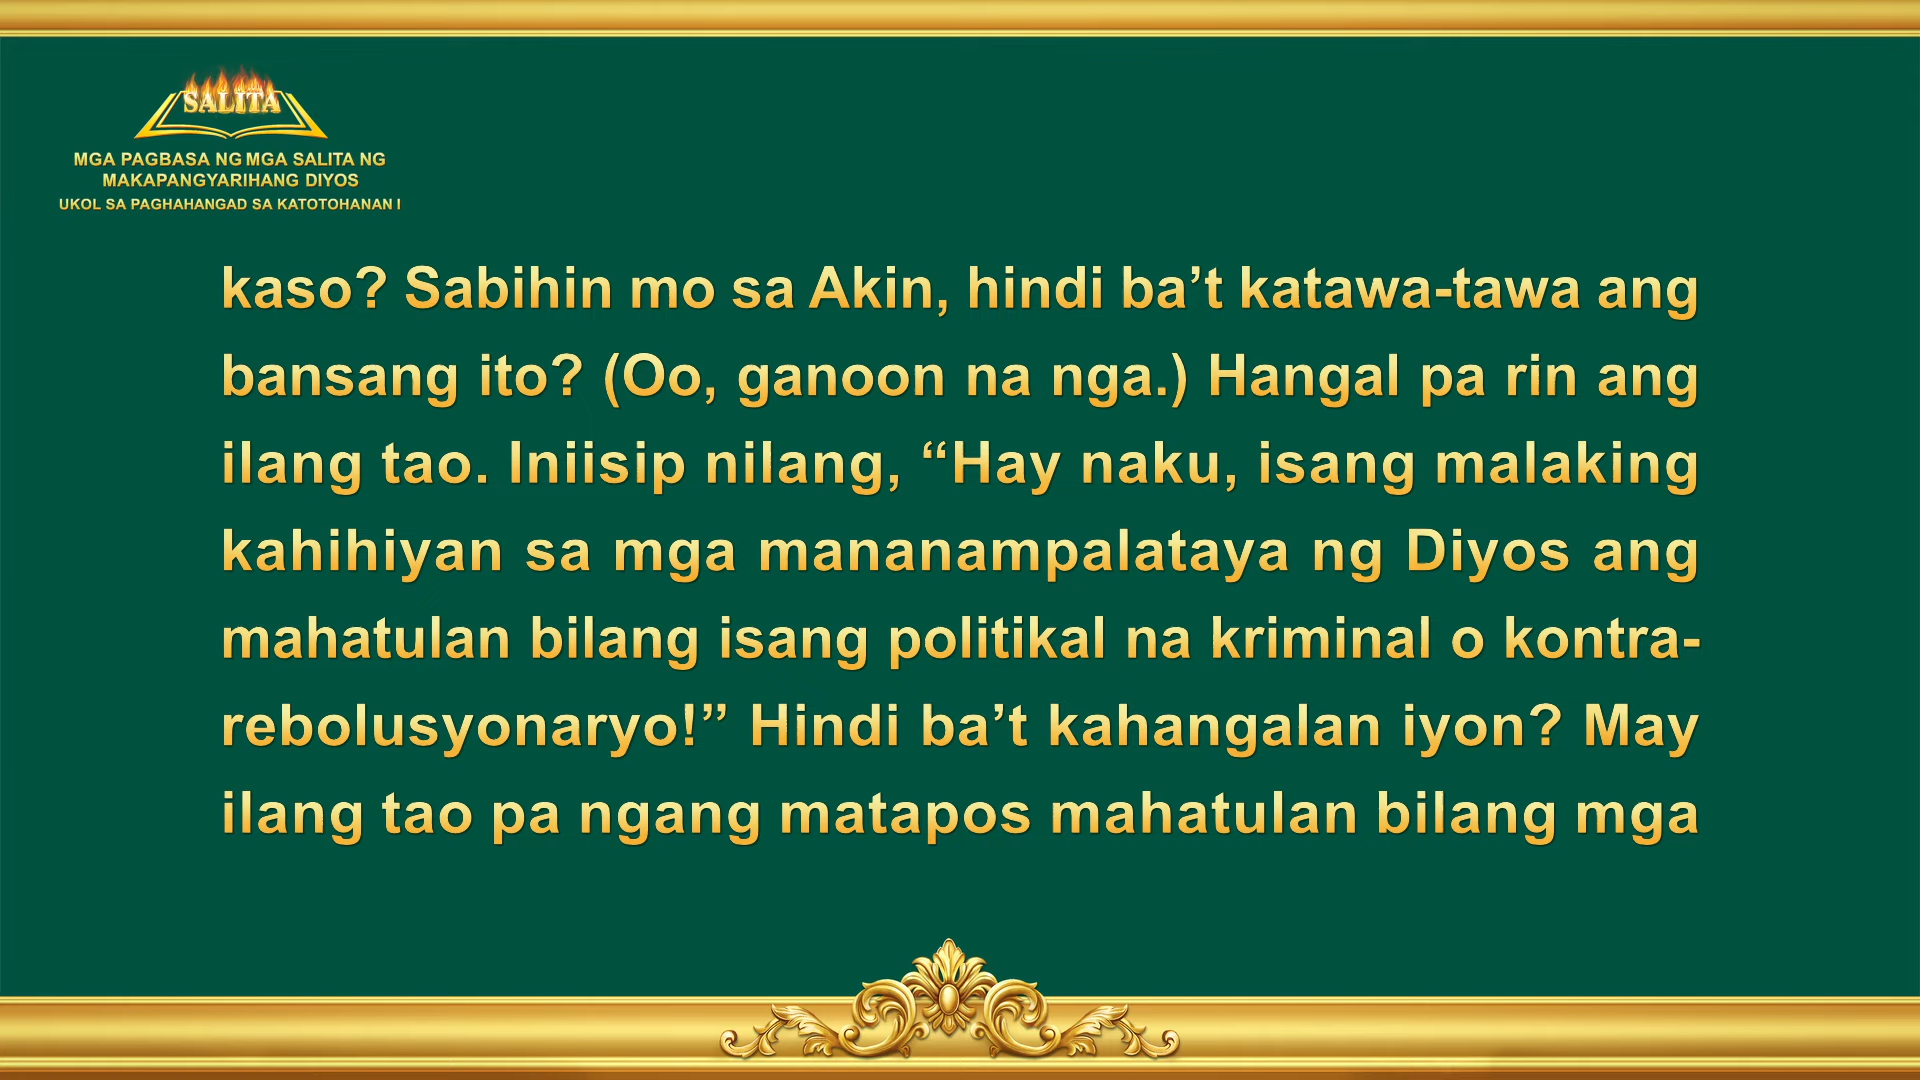 SALITA
MGA PAGBASA NG MGA SALITA NG
MAKAPANGYARIHANG DIYOS
UKOL SA PAGHAHANGAD SA KATOTOHANAN I
kaso? Sabihin mo sa Akin, hindi ba’t katawa-tawa ang
bansang ito? (Oo, ganoon na nga.) Hangal pa rin ang
ilang tao. Iniisip nilang, “Hay naku, isang malaking
kahihiyan sa mga mananampalataya ng Diyos ang
mahatulan bilang isang politikal na kriminal o kontra-
rebolusyonaryo!” Hindi ba’t kahangalan iyon? May
ilang tao pa ngang matapos mahatulan bilang mga